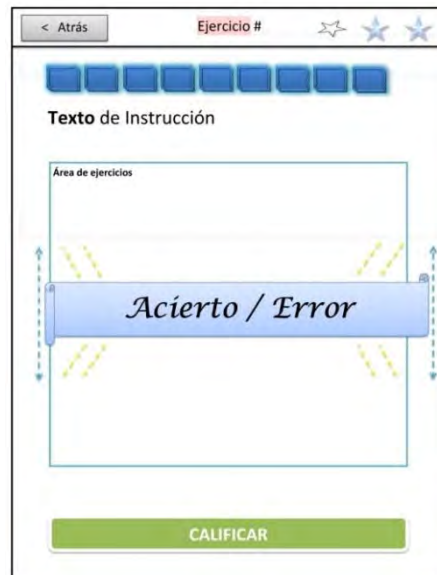 < Atrás
Ejercicio #
Texto de Instrucción
Área de ejercicios
Acierto / Error
CALIFICAR